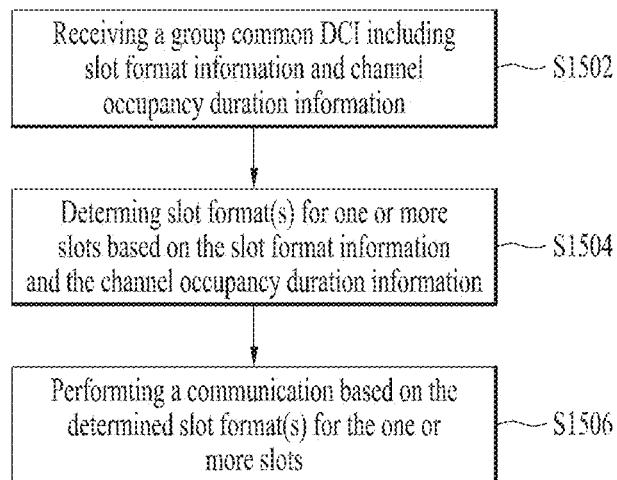 Receiving a group common DCI including
slot format information and channel
occupancy duration information
S1502
Determing slot format(s) for one or more
slots based on the slot format information
and the channel occupancy duration information
S1504
Performting a communication based on the
determined slot format(s) for the one or
more slots
S1506